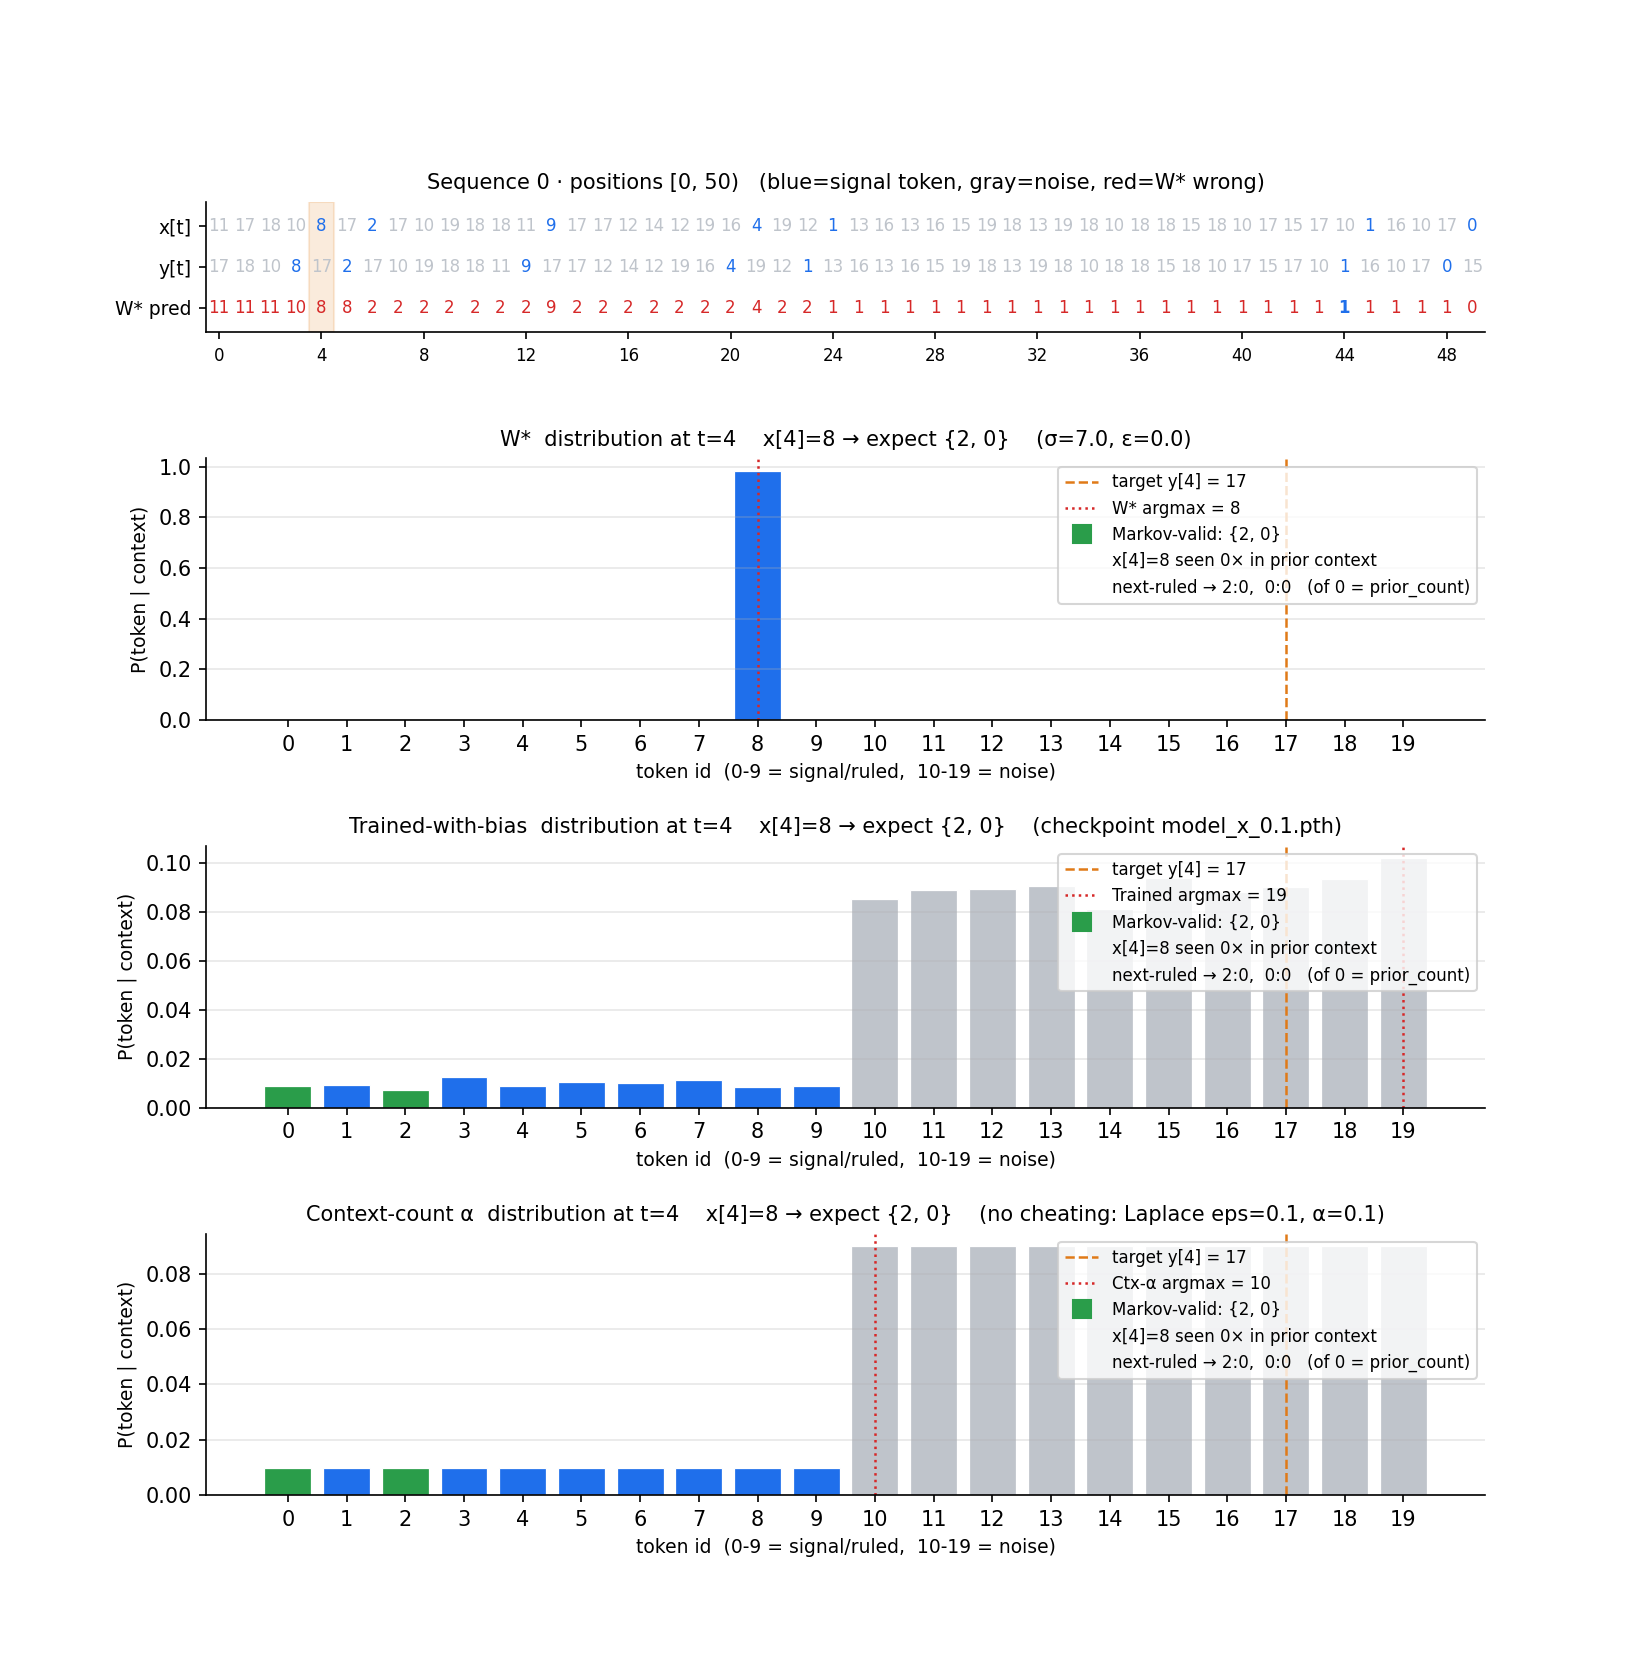 Sequence 0 · positions [0, 50)   (blue=signal token, gray=noise, red=W* wrong)
x[t] 11 17 18 10 8 17 2 17 10 19 18 18 11 9 17 17 12 14 12 19 16 4 19 12 1 13 16 13 16 15 19 18 13 19 18 10 18 18 15 18 10 17 15 17 10 1 16 10 17 0
y[t] 17 18 10 8 17 2 17 10 19 18 18 11 9 17 17 12 14 12 19 16 4 19 12 1 13 16 13 16 15 19 18 13 19 18 10 18 18 15 18 10 17 15 17 10 1 16 10 17 0 15
W* pred 11 11 11 10 8 8 2 2 2 2 2 2 2 9 2 2 2 2 2 2 2 4 2 2 1 1 1 1 1 1 1 1 1 1 1 1 1 1 1 1 1 1 1 1 1 1 1 1 1 0
0 4 8 12 16 20 24 28 32 36 40 44 48
W*  distribution at t=4    x[4]=8 → expect {2, 0}    (σ=7.0, ε=0.0)
target y[4] = 17
W* argmax = 8
Markov-valid: {2, 0}
x[4]=8 seen 0× in prior context
next-ruled → 2:0,  0:0   (of 0 = prior_count)
P(token | context)
1.0
0.8
0.6
0.4
0.2
0.0
0 1 2 3 4 5 6 7 8 9 10 11 12 13 14 15 16 17 18 19
token id  (0-9 = signal/ruled,  10-19 = noise)
Trained-with-bias  distribution at t=4    x[4]=8 → expect {2, 0}    (checkpoint model_x_0.1.pth)
target y[4] = 17
Trained argmax = 19
Markov-valid: {2, 0}
x[4]=8 seen 0× in prior context
next-ruled → 2:0,  0:0   (of 0 = prior_count)
P(token | context)
0.10
0.08
0.06
0.04
0.02
0.00
0 1 2 3 4 5 6 7 8 9 10 11 12 13 14 15 16 17 18 19
token id  (0-9 = signal/ruled,  10-19 = noise)
Context-count α  distribution at t=4    x[4]=8 → expect {2, 0}    (no cheating: Laplace eps=0.1, α=0.1)
target y[4] = 17
Ctx-α argmax = 10
Markov-valid: {2, 0}
x[4]=8 seen 0× in prior context
next-ruled → 2:0,  0:0   (of 0 = prior_count)
P(token | context)
0.08
0.06
0.04
0.02
0.00
0 1 2 3 4 5 6 7 8 9 10 11 12 13 14 15 16 17 18 19
token id  (0-9 = signal/ruled,  10-19 = noise)